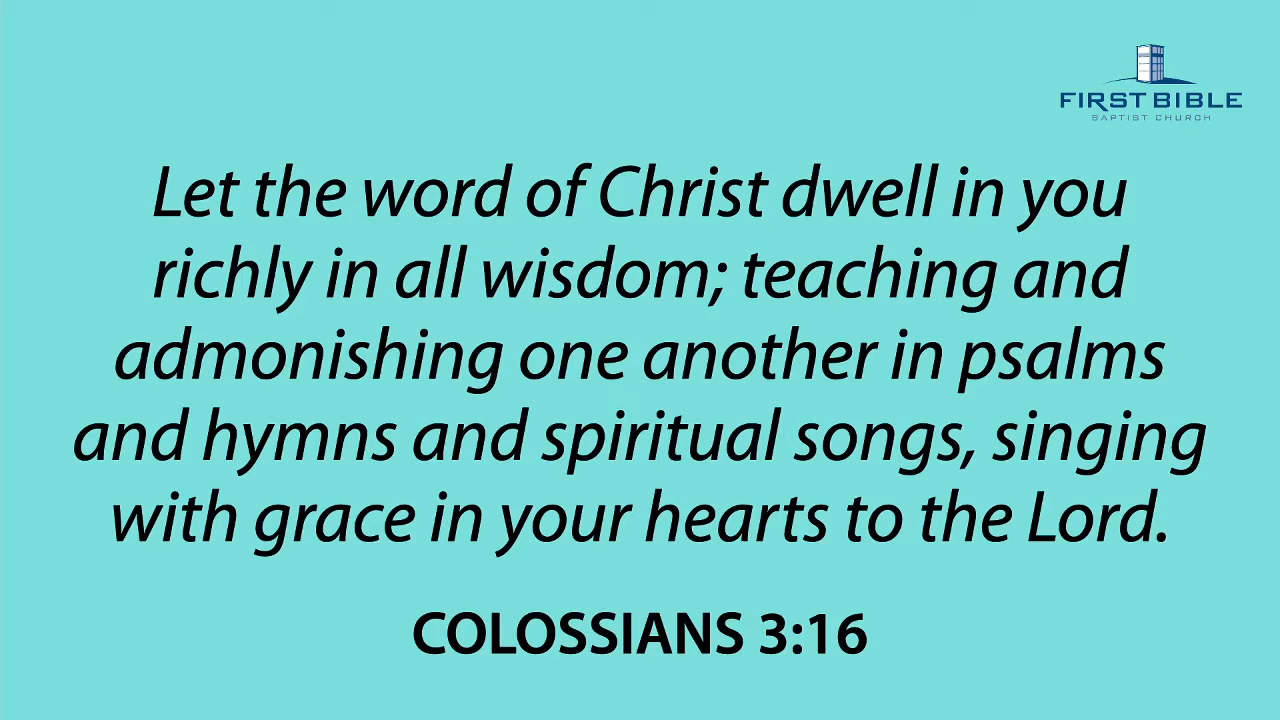 FIRST BIBLE
BAPTIST CHURCH
Let the word of Christ dwell in you
richly in all wisdom; teaching and
admonishing one another in psalms
and hymns and spiritual songs, singing
with grace in your hearts to the Lord.
COLOSSIANS 3:16